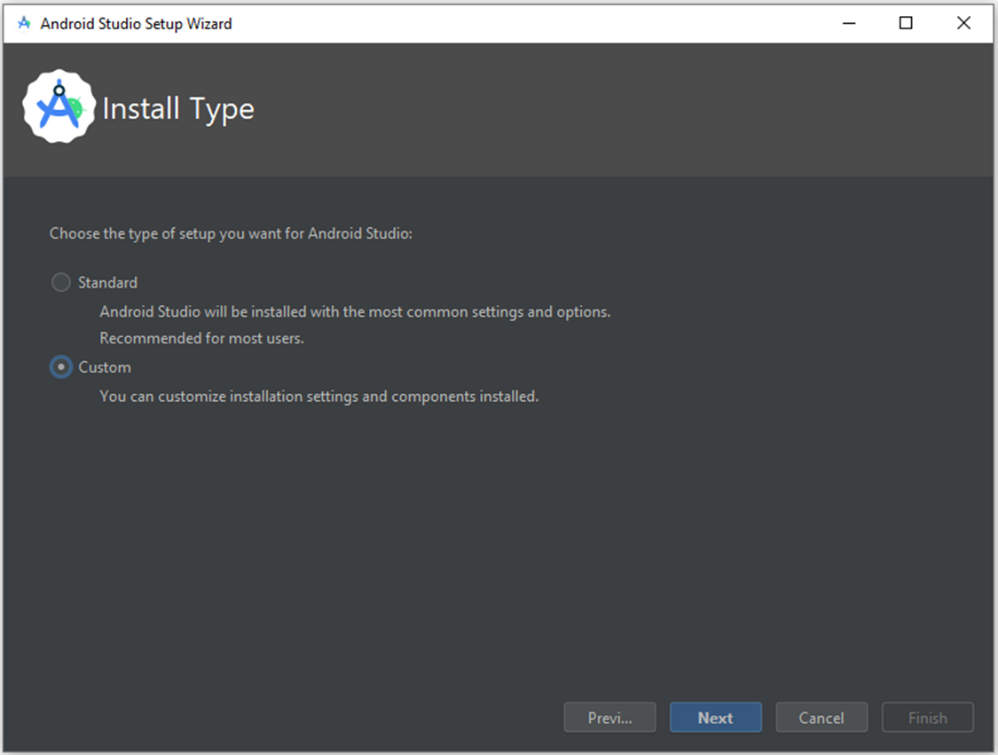 Android Studio Setup Wizard
Install Type
Choose the type of setup you want for Android Studio:
Standard
Android Studio will be installed with the most common settings and options.
Recommended for most users.
Custom
You can customize installation settings and components installed.
Previ... Next Cancel Finish